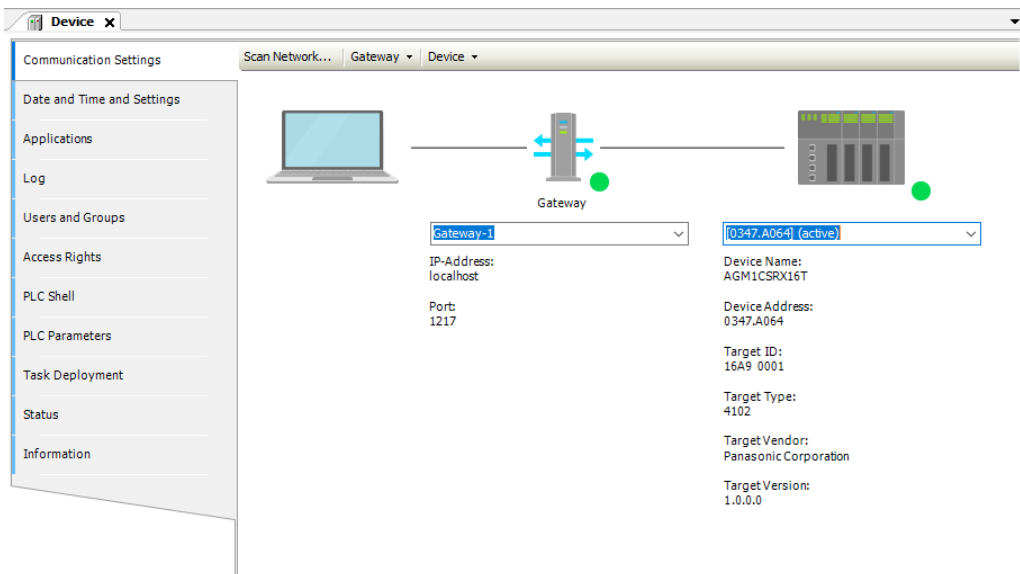 Device
Communication Settings
Scan Network...
Gateway
Device
Date and Time and Settings
Applications
Log
Users and Groups
Access Rights
PLC Shell
PLC Parameters
Task Deployment
Status
Information
Gateway
Gateway-1
IP-Address:
localhost
Port:
1217
[0347.A064] (active)
Device Name:
AGM1CSRX16T
Device Address:
0347.A064
Target ID:
16A9 0001
Target Type:
4102
Target Vendor:
Panasonic Corporation
Target Version:
1.0.0.0